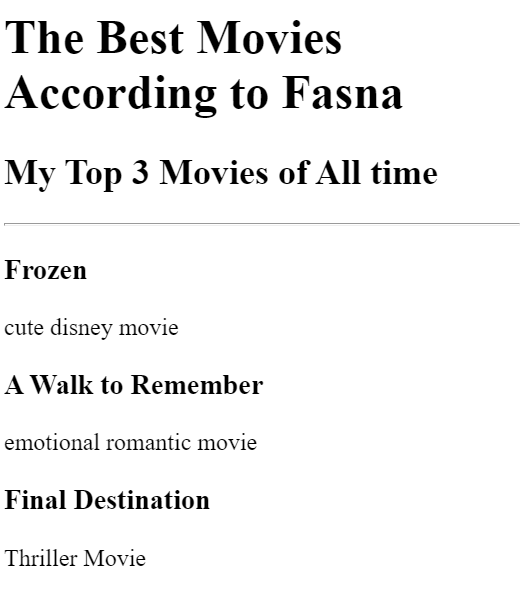 The Best Movies
According to Fasna
My Top 3 Movies of All time
Frozen
cute disney movie
A Walk to Remember
emotional romantic movie
Final Destination
Thriller Movie